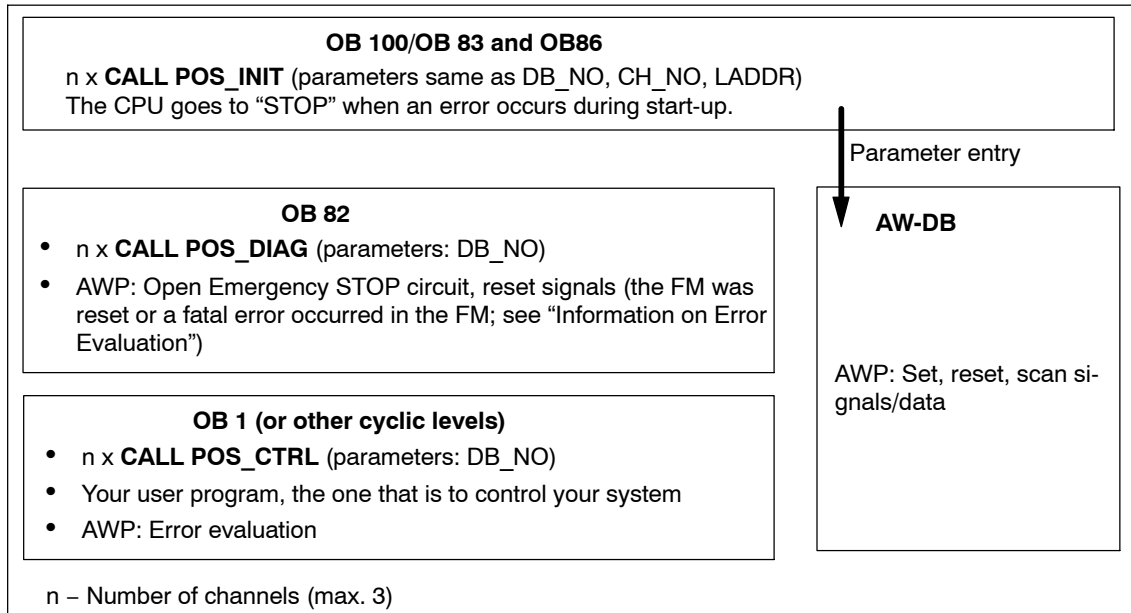 OB 100/OB 83 and OB86
n x CALL POS_INIT (parameters same as DB_NO, CH_NO, LADDR)
The CPU goes to “STOP” when an error occurs during start-up.
Parameter entry
OB 82
• n x CALL POS_DIAG (parameters: DB_NO)
• AWP: Open Emergency STOP circuit, reset signals (the FM was
reset or a fatal error occurred in the FM; see “Information on Error
Evaluation”)
AW-DB
AWP: Set, reset, scan si-
gnals/data
OB 1 (or other cyclic levels)
• n x CALL POS_CTRL (parameters: DB_NO)
• Your user program, the one that is to control your system
• AWP: Error evaluation
n – Number of channels (max. 3)